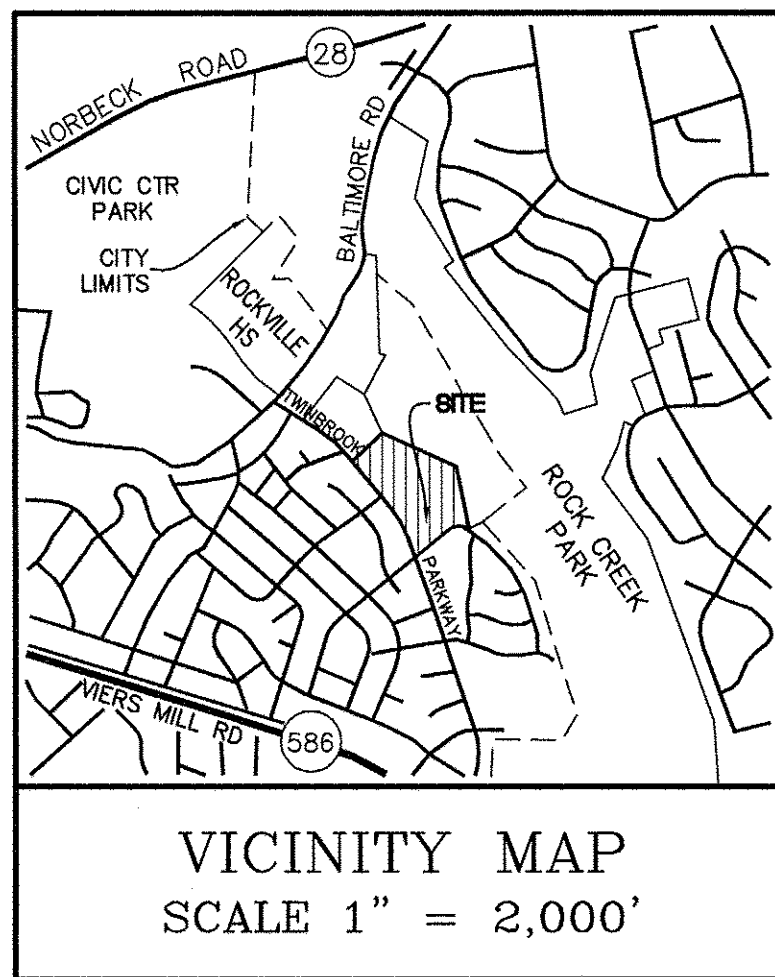 28
NORBECK ROAD
BALTIMORE RD
CIVIC CTR
PARK
CITY
LIMITS
ROCKVILLE
HS
TWINBROOK
SITE
ROCK CREEK
PARK
PARKWAY
VIERS MILL RD
586
VICINITY MAP
SCALE 1" = 2,000'